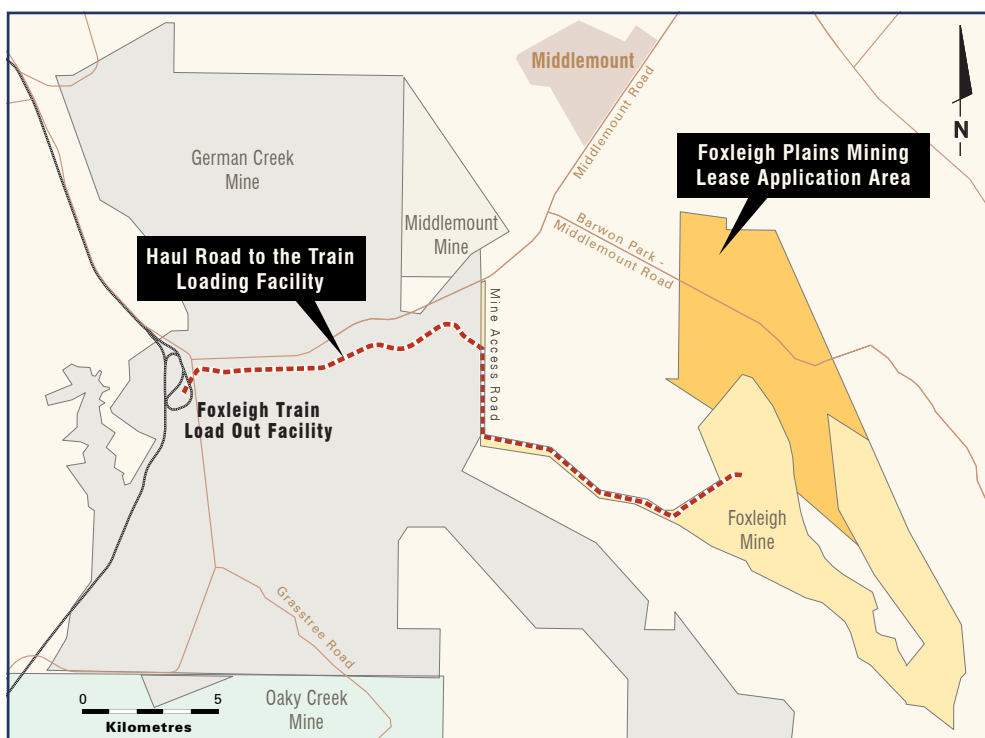 Middlemount
Middlemount Road
N
German Creek
Mine
Foxleigh Plains Mining
Lease Application Area
Middlemount
Mine
Barwon Park -
Middlemount Road
Haul Road to the Train
Loading Facility
Mine Access Road
Foxleigh Train
Load Out Facility
Foxleigh
Mine
Grasstree Road
0 5
Kilometres
Oaky Creek
Mine